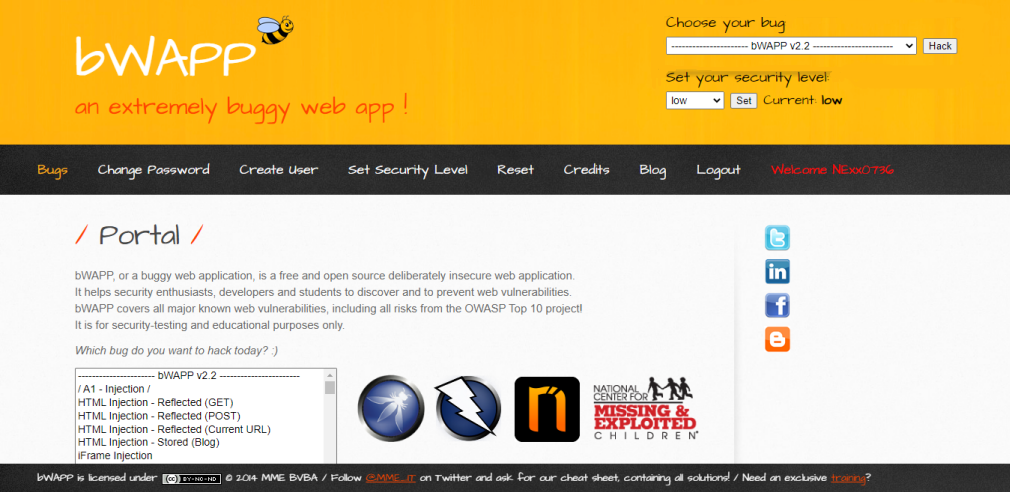 bWAPP
an extremely buggy web app !
Choose your bug
---------------------- bWAPP v2.2 -----------------------
Hack
Set your security level:
low Set Current: low
Bugs Change Password Create User Set Security Level Reset Credits Blog Logout Welcome NExx0736
/ Portal /
bWAPP, or a buggy web application, is a free and open source deliberately insecure web application.
It helps security enthusiasts, developers and students to discover and to prevent web vulnerabilities.
bWAPP covers all major known web vulnerabilities, including all risks from the OWASP Top 10 project!
It is for security-testing and educational purposes only.
Which bug do you want to hack today? :)
---------------------- bWAPP v2.2 -----------------------
/ A1 - Injection /
HTML Injection - Reflected (GET)
HTML Injection - Reflected (POST)
HTML Injection - Reflected (Current URL)
HTML Injection - Stored (Blog)
iFrame Injection
NATIONAL
CENTER FOR
MISSING &
EXPLOITED
CHILDREN®
bWAPP is licensed under (cc) BY-NC-ND © 2014 MME BVBA / Follow @MME_IT on Twitter and ask for our cheat sheet, containing all solutions! / Need an exclusive training?